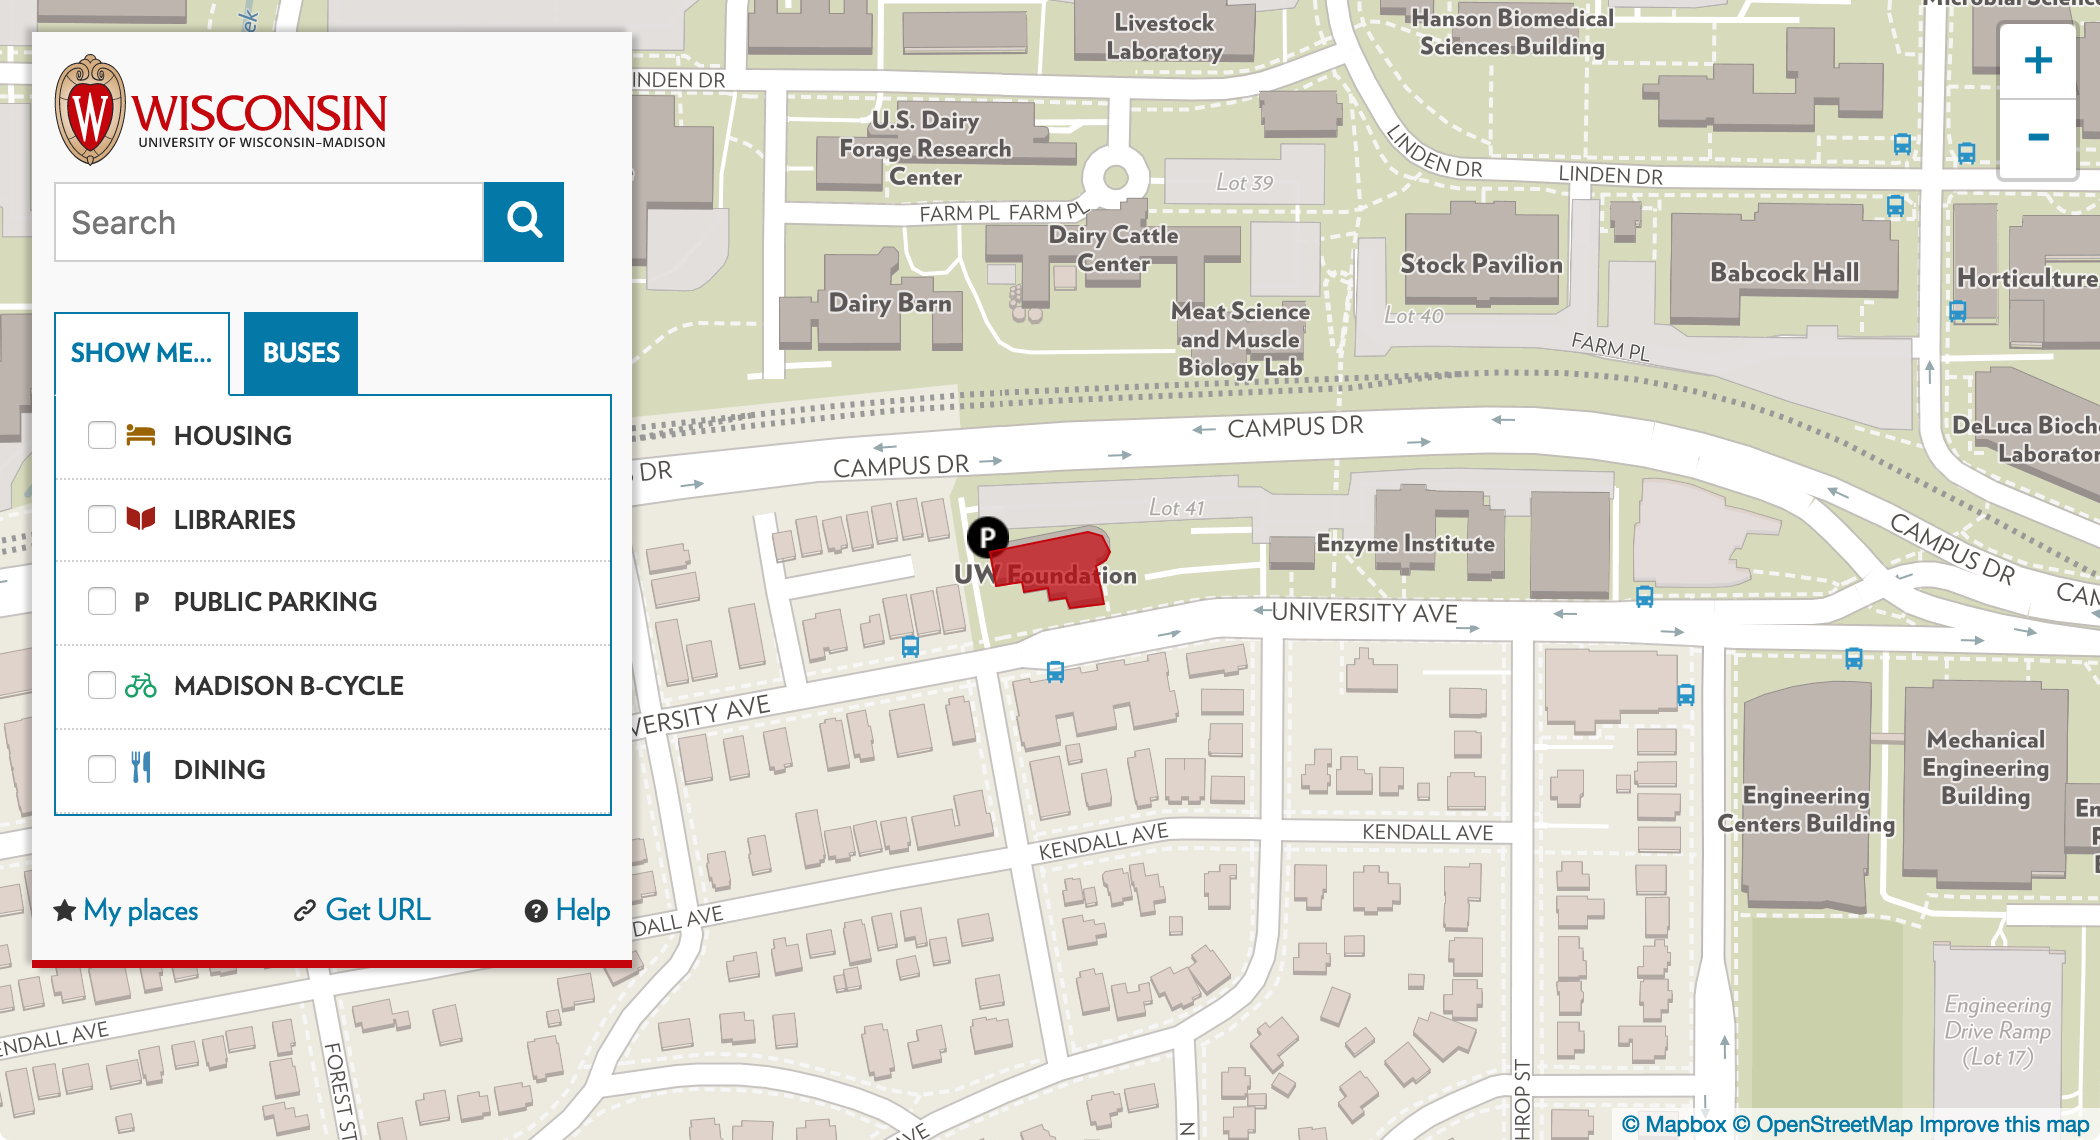 WISCONSIN
UNIVERSITY OF WISCONSIN–MADISON
Search
SHOW ME...
BUSES
HOUSING
LIBRARIES
P
PUBLIC PARKING
MADISON B-CYCLE
DINING
My places
Get URL
Help
+
-
Livestock
Laboratory
Hanson Biomedical
Sciences Building
LINDEN DR
LINDEN DR
LINDEN DR
U.S. Dairy
Forage Research
Center
Lot 39
FARM PL
FARM PL
Dairy Cattle
Center
Stock Pavilion
Babcock Hall
Horticulture
Dairy Barn
Meat Science
and Muscle
Biology Lab
Lot 40
FARM PL
CAMPUS DR
CAMPUS DR
DR
DeLuca Bioch
Laborator
Lot 41
P
UW Foundation
Enzyme Institute
CAMPUS DR
CAM
UNIVERSITY AVE
VERSITY AVE
Mechanical
Engineering
Building
Engineering
Centers Building
En
KENDALL AVE
KENDALL AVE
DALL AVE
ENDALL AVE
FOREST ST
HROP ST
AVE
N
Engineering
Drive Ramp
(Lot 17)
© Mapbox © OpenStreetMap Improve this map